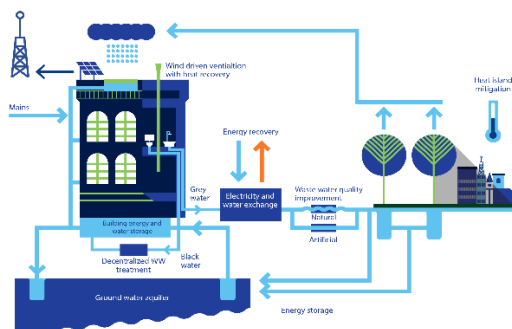 Wind driven ventialtion
with heat recovery
Heat island
mitigation
Mains
Energy recovery
Grey
water
Electricity and
water exchange
Waste water quality
improvement
Natural
Artificial
Building energy and
water storage
Decentralized WW
treatment
Black
water
Ground water aquifer
Energy storage